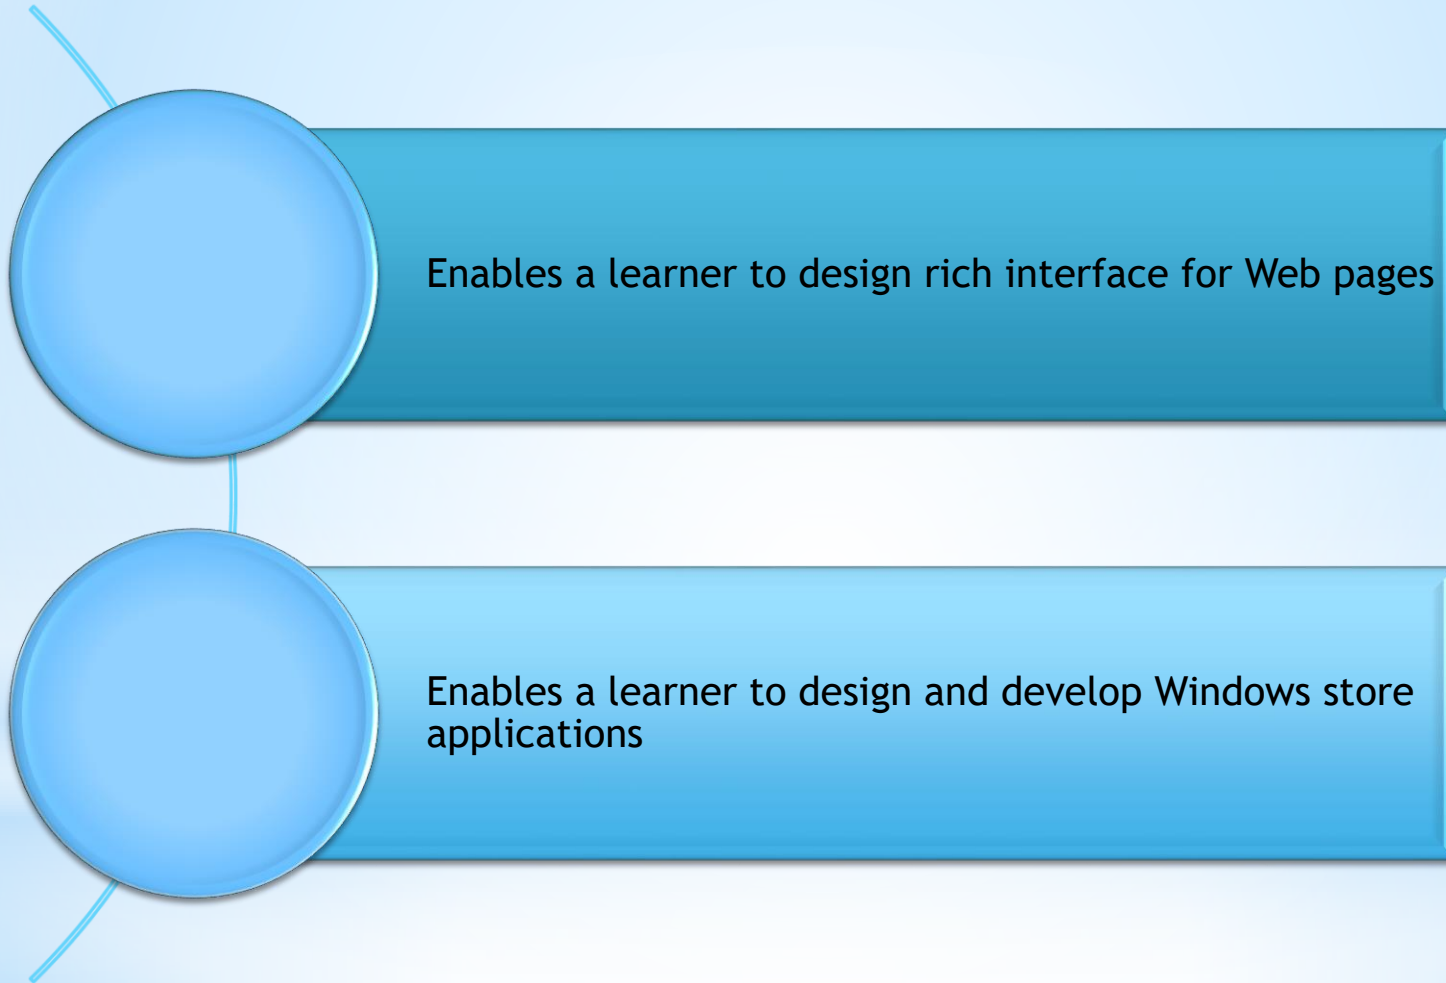 Enables a learner to design rich interface for Web pages
Enables a learner to design and develop Windows store
applications